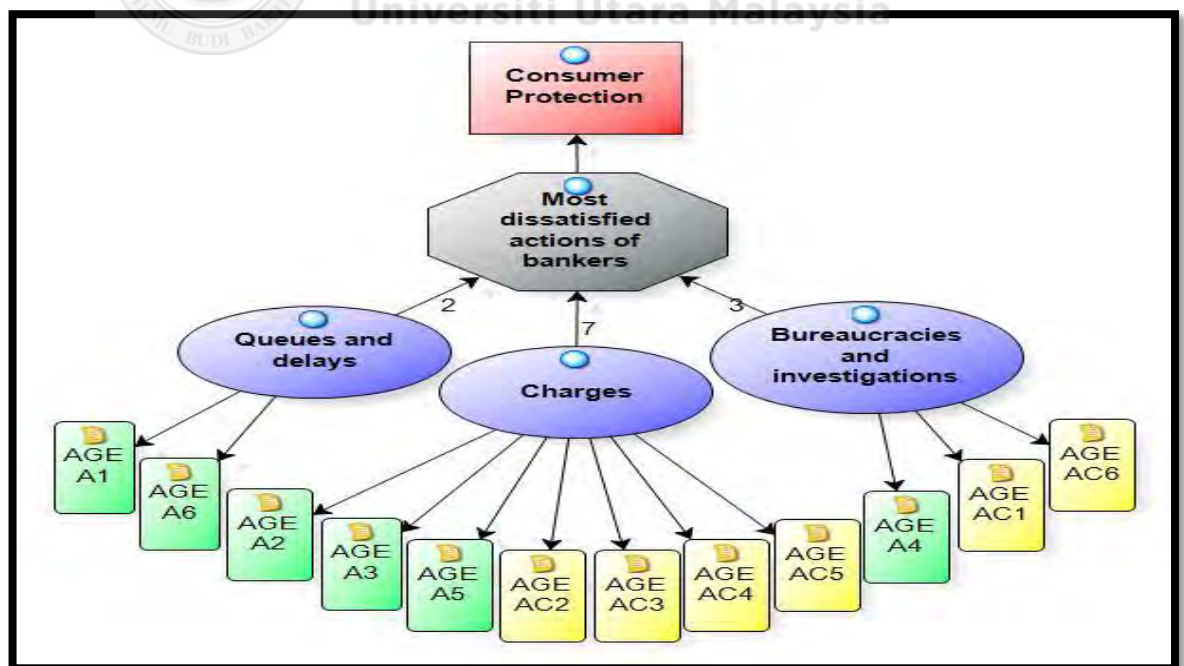 Universiti Utara Malaysia
BUDI
Consumer
Protection
Most
dissatisfied
actions of
bankers
2
7
3
Queues and
delays
Charges
Bureaucracies
and
investigations
AGE
A1
AGE
A6
AGE
A2
AGE
A3
AGE
A5
AGE
AC2
AGE
AC3
AGE
AC4
AGE
AC5
AGE
A4
AGE
AC1
AGE
AC6